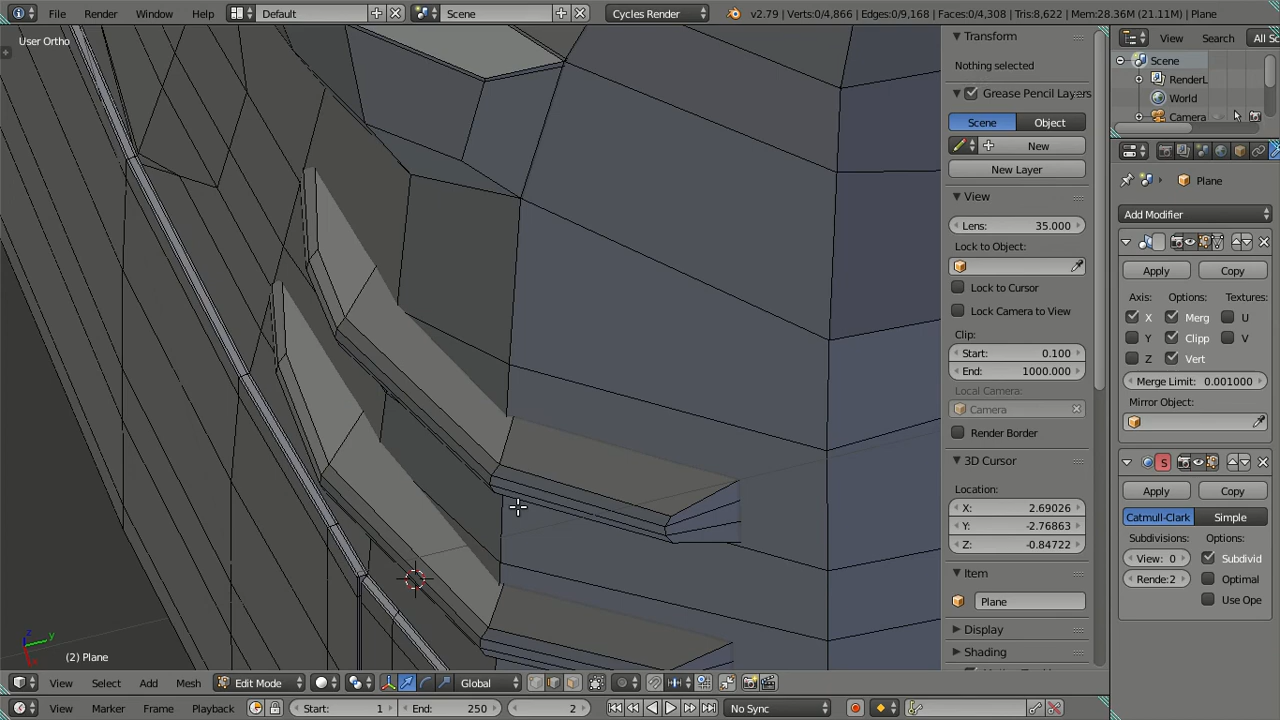 File Render Window Help Default Scene Cycles Render v2.79 | Verts:0/4,866 | Edges:0/9,168 | Faces:0/4,308 | Tris:8,622 | Mem:28.36M (21.11M) | Plane
User Ortho
(2) Plane
z
y
Transform
Nothing selected
Grease Pencil Layers
Scene Object
New
New Layer
View
Lens: 35.000
Lock to Object:
Lock to Cursor
Lock Camera to View
Clip:
Start: 0.100
End: 1000.000
Local Camera:
Camera
Render Border
3D Cursor
Location:
X: 2.69026
Y: -2.76863
Z: -0.84722
Item
Plane
Display
Shading
View Search All Sc
Scene
RenderL
World
Camera
Plane
Add Modifier
Apply Copy
Axis: Options: Textures:
X Merg U
Y Clipp V
Z Vert
Merge Limit: 0.001000
Mirror Object:
S
Apply Copy
Catmull-Clark Simple
Subdivisions: Options:
View: 0 Subdivid
Rende: 2 Optimal
Use Ope
View Select Add Mesh Edit Mode Global
View Marker Frame Playback Start: 1 End: 250 2 No Sync